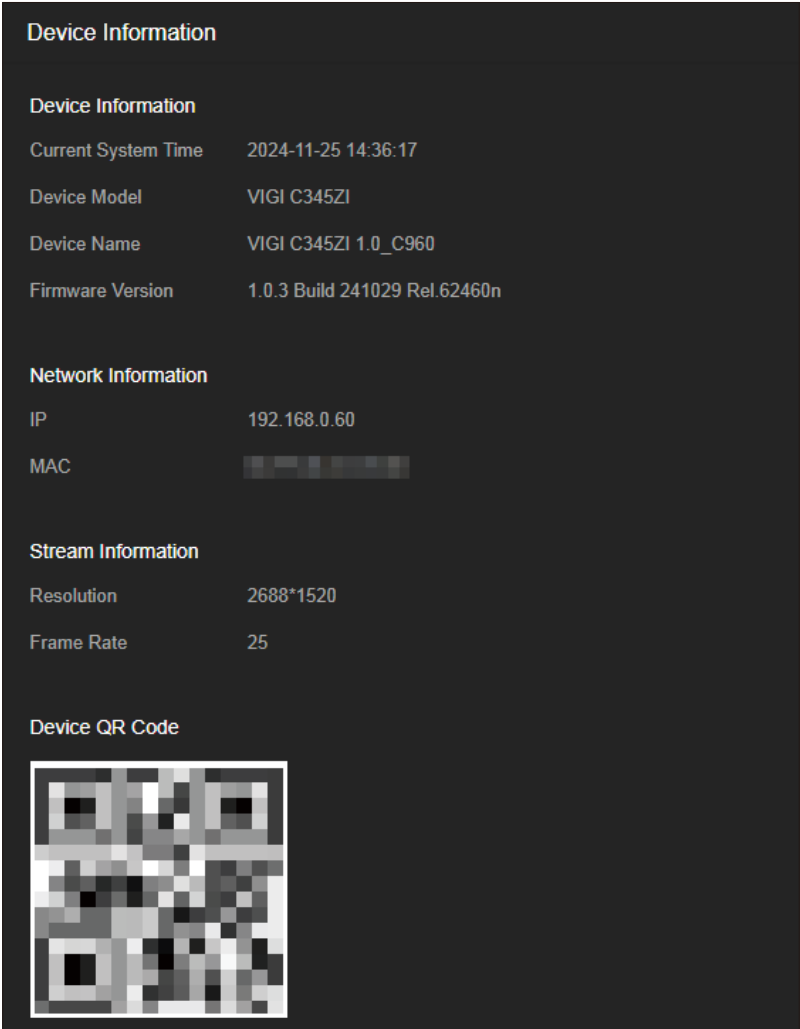 Device Information
Device Information
Current System Time 2024-11-25 14:36:17
Device Model VIGI C345ZI
Device Name VIGI C345ZI 1.0_C960
Firmware Version 1.0.3 Build 241029 Rel.62460n
Network Information
IP 192.168.0.60
MAC
Stream Information
Resolution 2688*1520
Frame Rate 25
Device QR Code